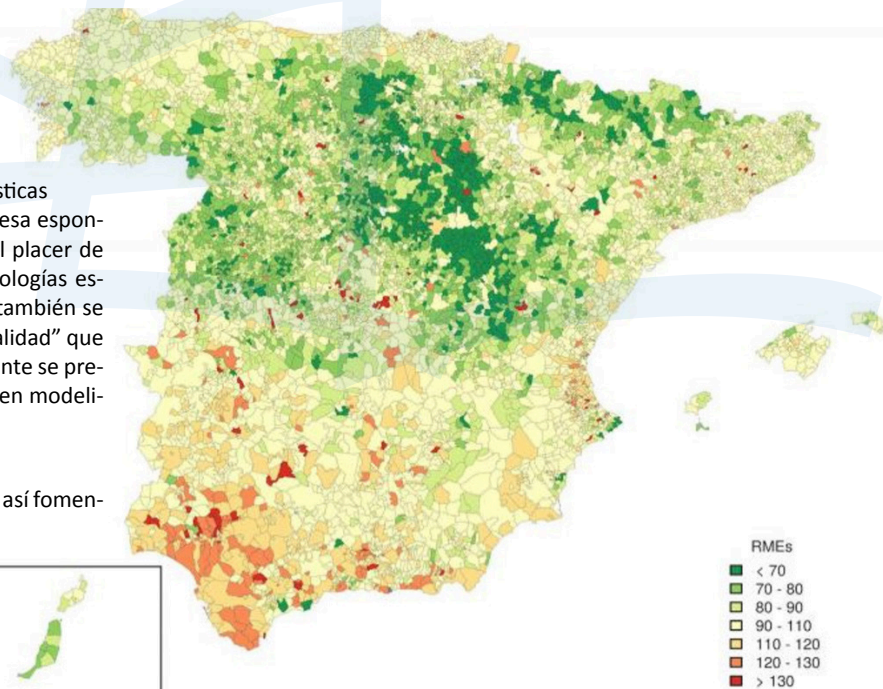 sticas
esa espon-
l placer de
ologías es-
también se
alidad” que
nte se pre-
en modeli-
así fomen-
RMEs
< 70
70 - 80
80 - 90
90 - 110
110 - 120
120 - 130
> 130